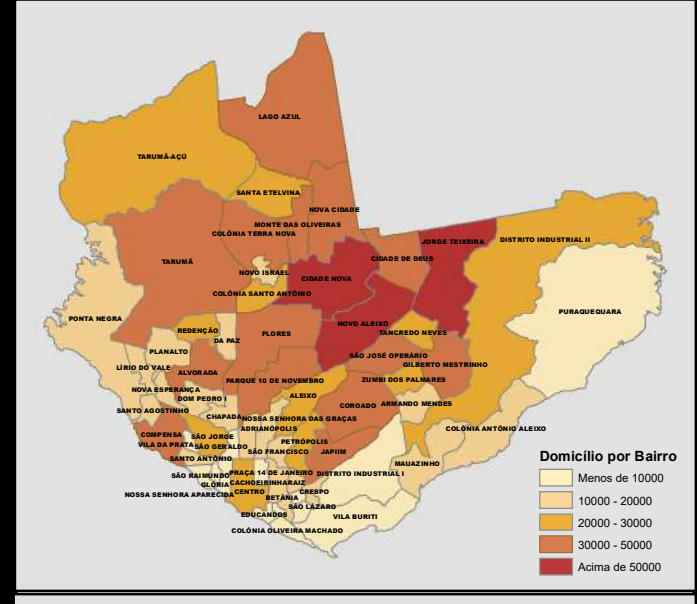 LAGO AZUL
TARUMÃ-AÇÚ
SANTA ETELVINA
NOVA CIDADE
MONTE DAS OLIVEIRAS
COLÔNIA TERRA NOVA
JORGE TEIXEIRA
DISTRITO INDUSTRIAL II
TARUMÃ
CIDADE DE DEUS
NOVO ISRAEL
CIDADE NOVA
COLÔNIA SANTO ANTÔNIO
PURAQUEQUARA
PONTA NEGRA
NOVO ALEIXO
REDENÇÃO
FLORES
TANCREDO NEVES
DA PAZ
PLANALTO
SÃO JOSÉ OPERÁRIO
GILBERTO MESTRINHO
LÍRIO DO VALE
ALVORADA
PARQUE 10 DE NOVEMBRO
ZUMBI DOS PALMARES
NOVA ESPERANÇA
DOM PEDRO I
ALEIXO
ARMANDO MENDES
SANTO AGOSTINHO
COROADO
CHAPADA
NOSSA SENHORA DAS GRAÇAS
ADRIANÓPOLIS
COLÔNIA ANTÔNIO ALEIXO
COMPENSA
SÃO JORGE
VILA DA PRATA
SÃO GERALDO
PETRÓPOLIS
SÃO FRANCISCO
JAPIIM
SANTO ANTÔNIO
MAUAZINHO
SÃO RAIMUNDO
PRAÇA 14 DE JANEIRO
DISTRITO INDUSTRIAL I
GLÓRIA
CACHOEIRINHA
RAIZ
NOSSA SENHORA APARECIDA
CENTRO
CRESPO
BETÂNIA
SÃO LÁZARO
EDUCANDOS
VILA BURITI
COLÔNIA OLIVEIRA MACHADO
Domicílio por Bairro
Menos de 10000
10000 - 20000
20000 - 30000
30000 - 50000
Acima de 50000